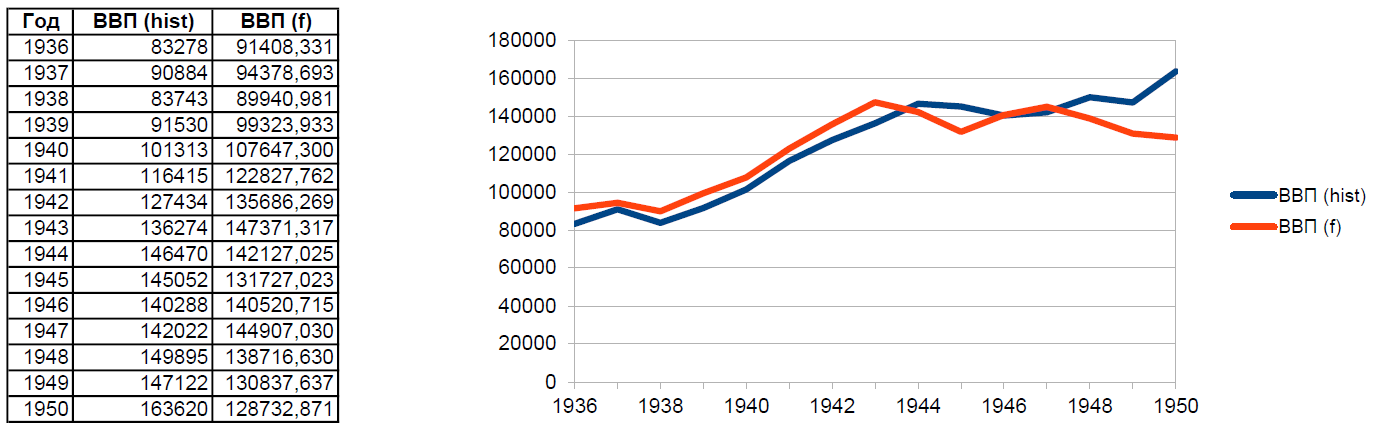 Год ВВП (hist) ВВП (f)
1936 83278 91408,331
1937 90884 94378,693
1938 83743 89940,981
1939 91530 99323,933
1940 101313 107647,300
1941 116415 122827,762
1942 127434 135686,269
1943 136274 147371,317
1944 146470 142127,025
1945 145052 131727,023
1946 140288 140520,715
1947 142022 144907,030
1948 149895 138716,630
1949 147122 130837,637
1950 163620 128732,871
180000
160000
140000
120000
100000
80000
60000
40000
20000
0
1936 1938 1940 1942 1944 1946 1948 1950
ВВП (hist)
ВВП (f)